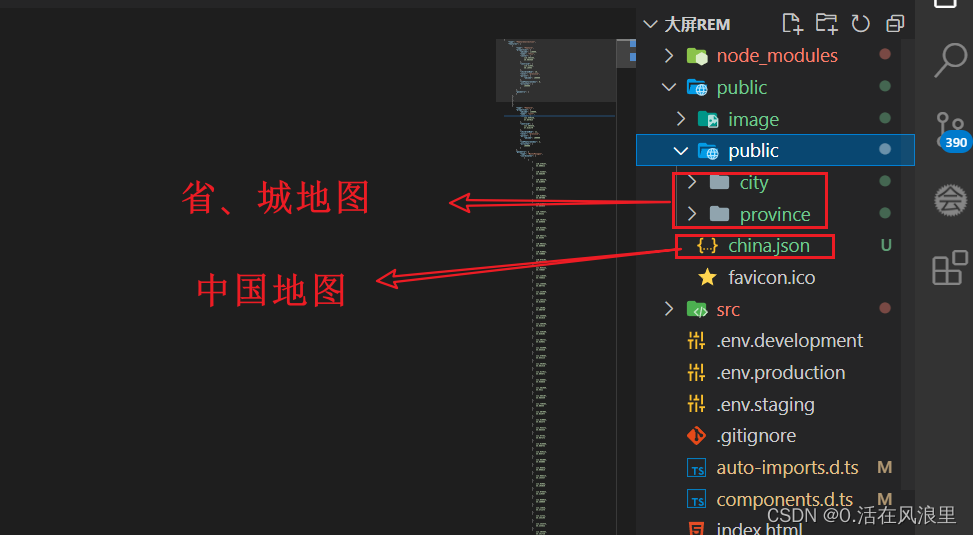 大屏REM
node_modules
public
image
public
390
省、城地图
city
province
中国地图
china.json U
favicon.ico
src
.env.development
.env.production
.env.staging
.gitignore
TS auto-imports.d.ts M
TS components.d.ts M
index.html
CSDN @0.活在风浪里